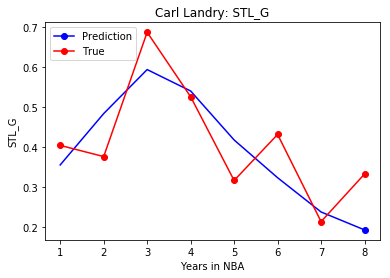 Carl Landry: STL_G
Prediction
True
0.7
0.6
0.5
0.4
0.3
0.2
STL_G
1 2 3 4 5 6 7 8
Years in NBA